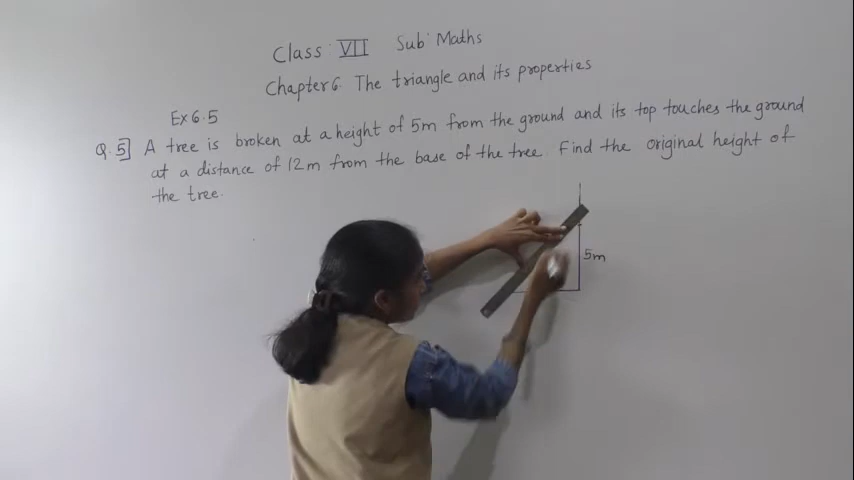 Class VII Sub: Maths
Chapter 6 The triangle and its properties
Ex 6.5
Q.5] A tree is broken at a height of 5m from the ground and its top touches the ground
at a distance of 12m from the base of the tree. Find the original height of
the tree.
5m